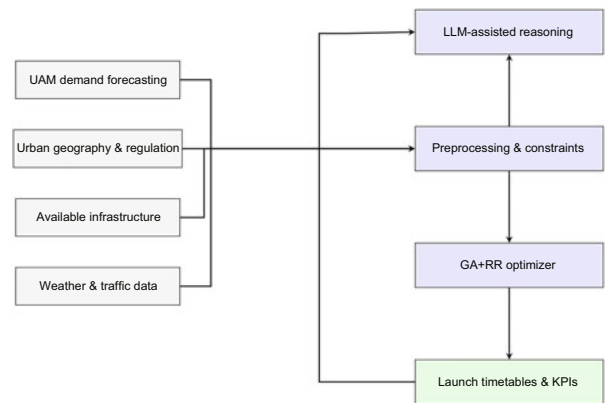 LLM-assisted reasoning
UAM demand forecasting
Urban geography & regulation
Preprocessing & constraints
Available infrastructure
GA+RR optimizer
Weather & traffic data
Launch timetables & KPIs